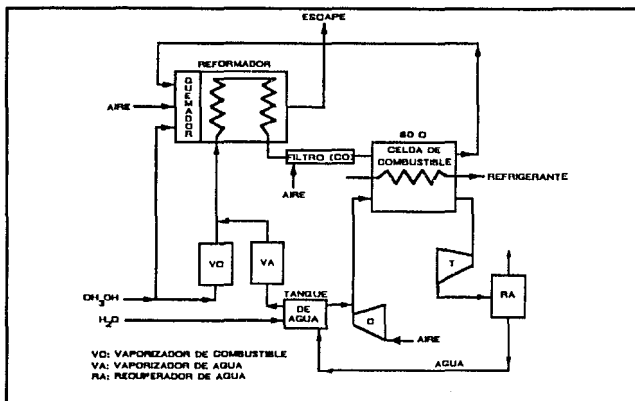 ESCAPE
REFORMADOR
QUEMADOR
AIRE
80 C
CELDA DE
COMBUSTIBLE
FILTRO (CO)
REFRIGERANTE
AIRE
VC
VA
T
RA
TANQUE
DE
AGUA
CH3OH
H2O
C
AIRE
AGUA
VC: VAPORIZADOR DE COMBUSTIBLE
VA: VAPORIZADOR DE AGUA
RA: RECUPERADOR DE AGUA